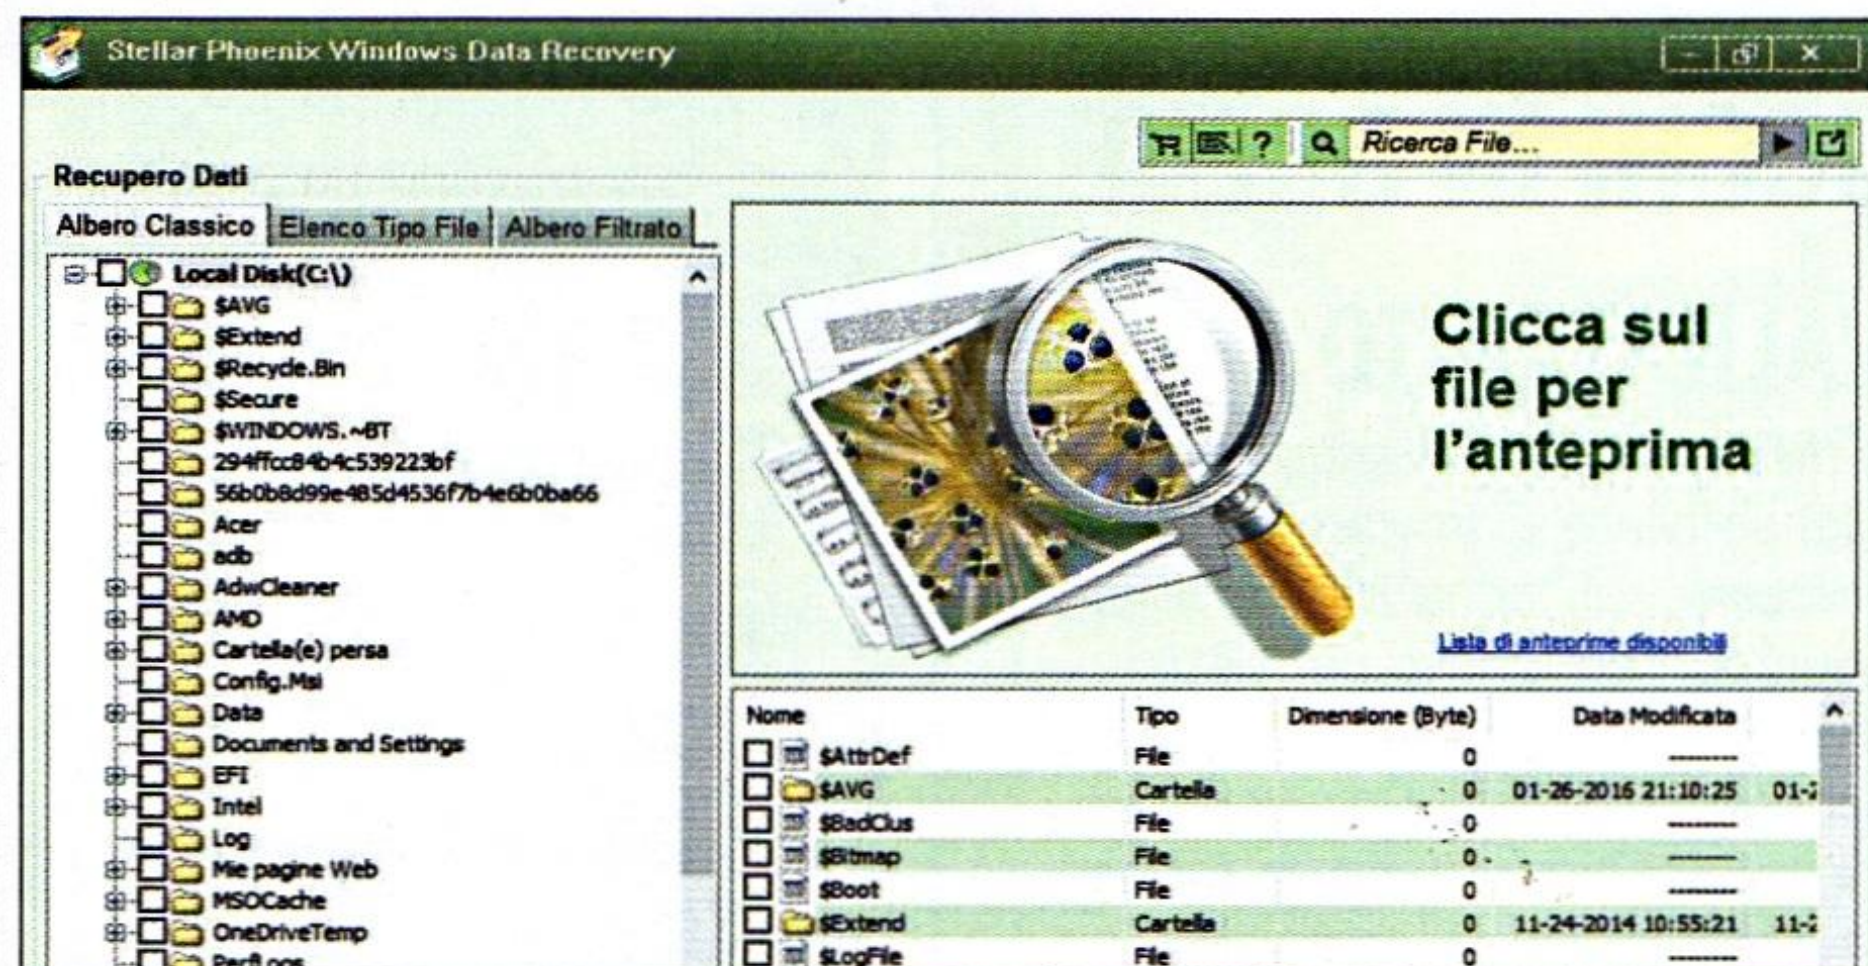 Stellar Phoenix Windows Data Recovery
? Ricerca File...
Recupero Dati
Albero Classico Elenco Tipo File Albero Filtrato
Local Disk(C:\)
$AVG
$Extend
$Recycle.Bin
$Secure
$WINDOWS.~BT
294ffcc84b4c539223bf
56b0b8d99e485d4536f7b4e6b0ba66
Acer
adb
AdwCleaner
AMD
Cartella(e) persa
Config.Msi
Data
Documents and Settings
EFI
Intel
Log
Mie pagine Web
MSOCache
OneDriveTemp
PerfLogs
Clicca sul
file per
l'anteprima
Lista di anteprime disponibili
Nome Tipo Dimensione (Byte) Data Modificata
$AttrDef File 0 --------
$AVG Cartella 0 01-26-2016 21:10:25 01-2
$BadClus File 0 --------
$Bitmap File 0 --------
$Boot File 0 --------
$Extend Cartella 0 11-24-2014 10:55:21 11-2
$LogFile File 0 --------